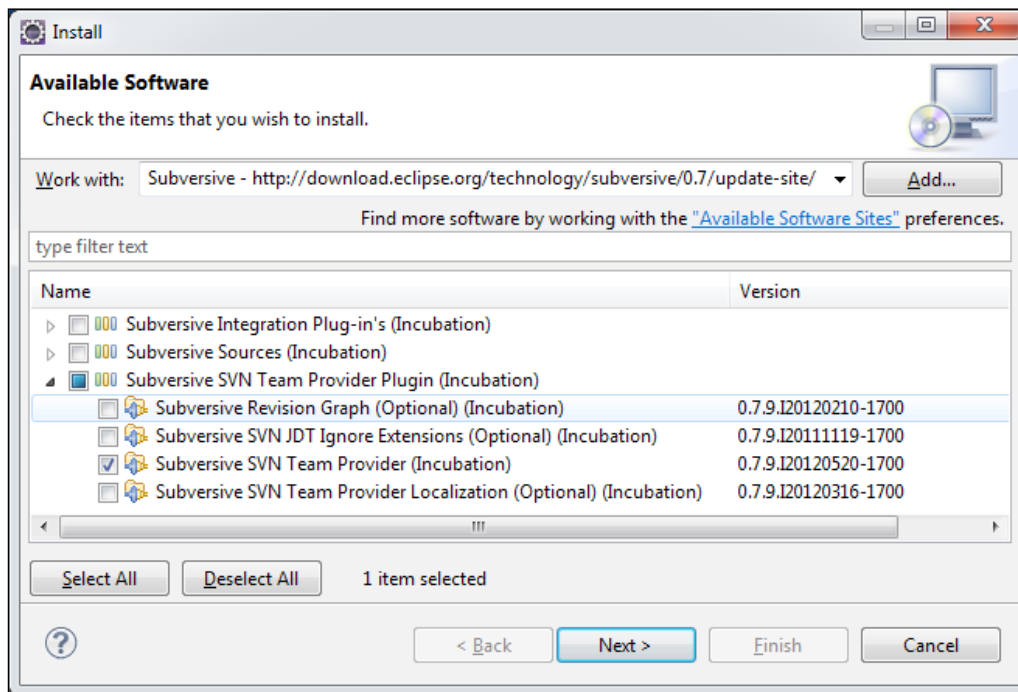 Install
Available Software
Check the items that you wish to install.
Work with: Subversive - http://download.eclipse.org/technology/subversive/0.7/update-site/ Add...
Find more software by working with the "Available Software Sites" preferences.
type filter text
Name Version
Subversive Integration Plug-in's (Incubation)
Subversive Sources (Incubation)
Subversive SVN Team Provider Plugin (Incubation)
Subversive Revision Graph (Optional) (Incubation) 0.7.9.I20120210-1700
Subversive SVN JDT Ignore Extensions (Optional) (Incubation) 0.7.9.I20111119-1700
Subversive SVN Team Provider (Incubation) 0.7.9.I20120520-1700
Subversive SVN Team Provider Localization (Optional) (Incubation) 0.7.9.I20120316-1700
Select All Deselect All 1 item selected
? < Back Next > Finish Cancel